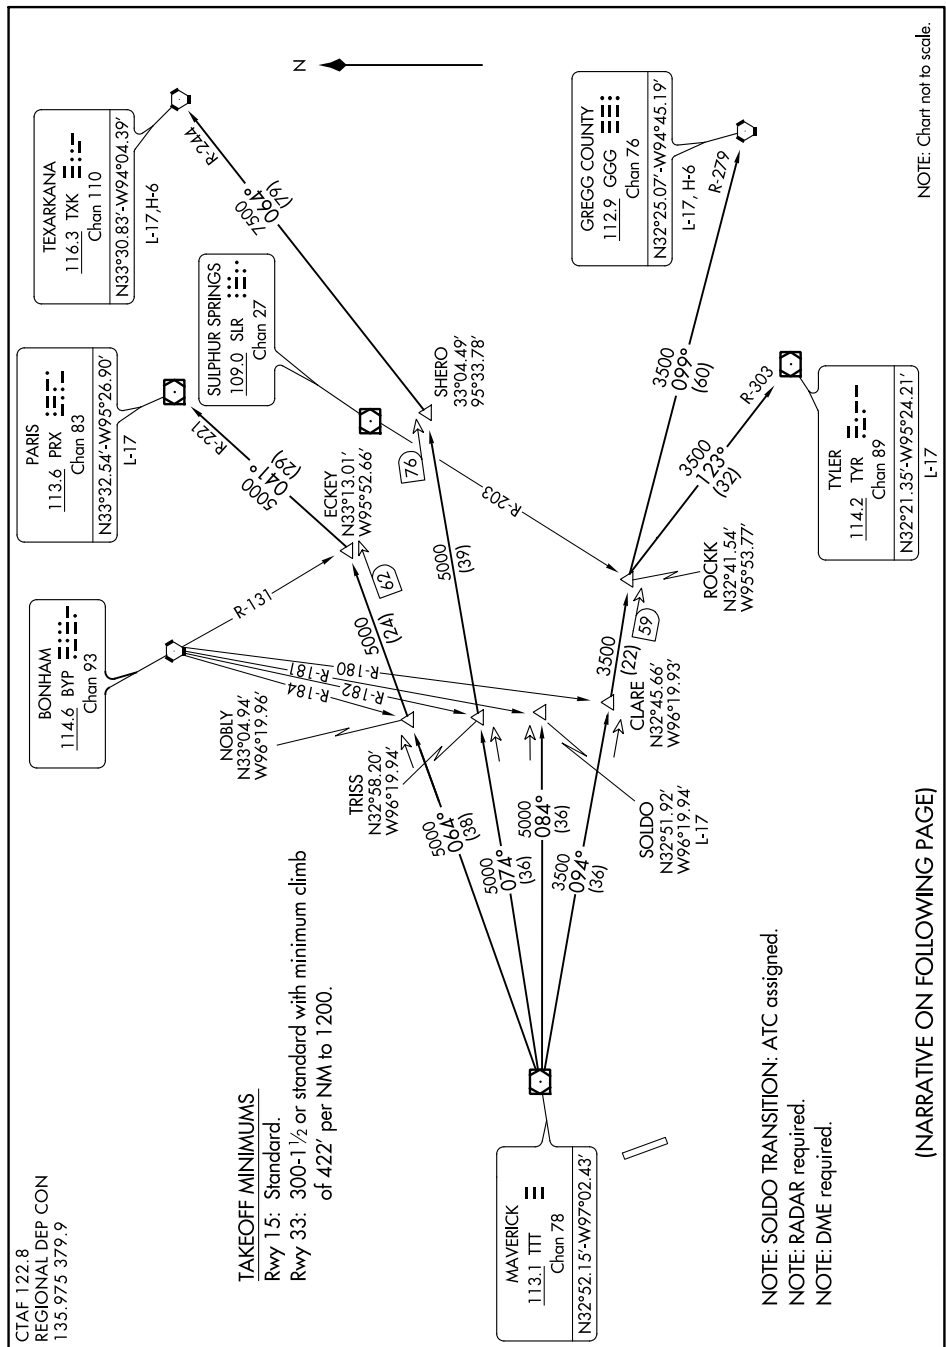 CTAF 122.8
REGIONAL DEP CON
135.975 379.9
TAKEOFF MINIMUMS
Rwy 15: Standard.
Rwy 33: 300-1½ or standard with minimum climb
of 422' per NM to 1200.
BONHAM
114.6 BYP
Chan 93
PARIS
113.6 PRX
Chan 83
N33°32.54'-W95°26.90'
L-17
TEXARKANA
116.3 TXK
Chan 110
N33°30.83'-W94°04.39'
L-17,H-6
SULPHUR SPRINGS
109.0 SLR
Chan 27
N
R-244
7500
064°
(79)
R-221
5000
041°
(29)
R-131
R-184
R-182
R-181
R-180
R-203
NOBLY
N33°04.94'
W96°19.96'
ECKEY
N33°13.01'
W95°52.66'
62
5000
(24)
SHERO
33°04.49'
95°33.78'
76
5000
(39)
TRISS
N32°58.20'
W96°19.94'
5000
064°
(38)
5000
074°
(36)
5000
084°
(36)
3500
094°
(36)
SOLDO
N32°51.92'
W96°19.94'
L-17
CLARE
N32°45.66'
W96°19.93'
3500
(22)
59
ROCKK
N32°41.54'
W95°53.77'
3500
099°
(60)
R-279
3500
123°
(32)
R-303
GREGG COUNTY
112.9 GGG
Chan 76
N32°25.07'-W94°45.19'
L-17, H-6
TYLER
114.2 TYR
Chan 89
N32°21.35'-W95°24.21'
L-17
MAVERICK
113.1 TTT
Chan 78
N32°52.15'-W97°02.43'
NOTE: SOLDO TRANSITION: ATC assigned.
NOTE: RADAR required.
NOTE: DME required.
NOTE: Chart not to scale.
(NARRATIVE ON FOLLOWING PAGE)